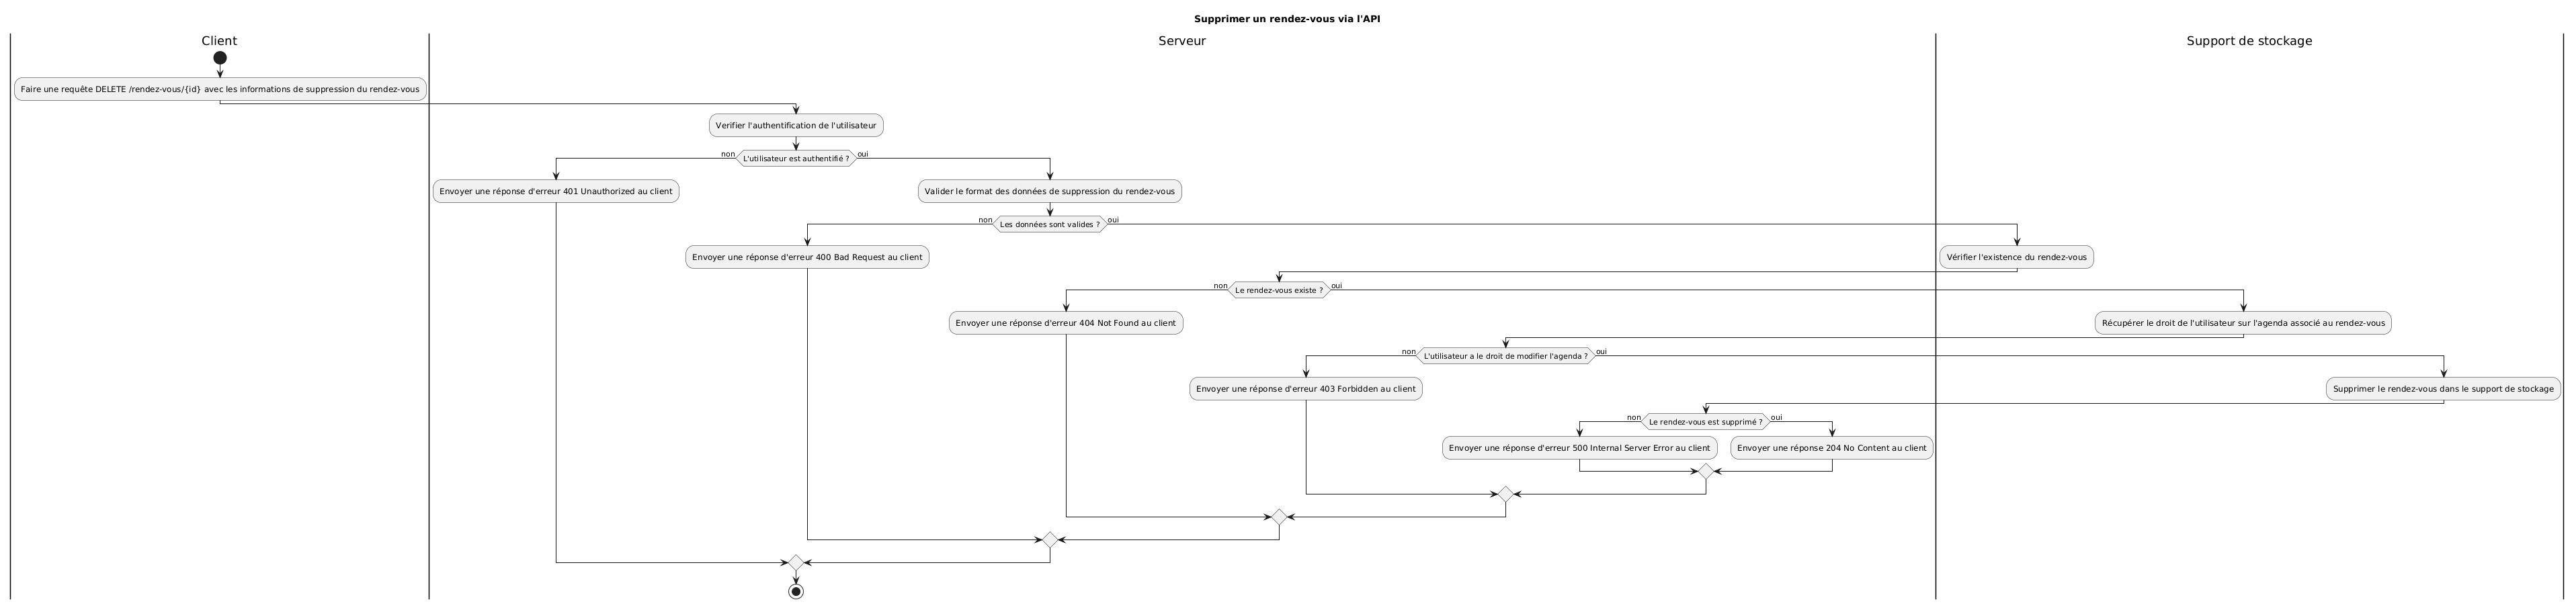 Supprimer un rendez-vous via l'API
Client
Serveur
Support de stockage
Faire une requête DELETE /rendez-vous/{id} avec les informations de suppression du rendez-vous
Verifier l'authentification de l'utilisateur
non
L'utilisateur est authentifié ?
oui
Envoyer une réponse d'erreur 401 Unauthorized au client
Valider le format des données de suppression du rendez-vous
non
Les données sont valides ?
oui
Envoyer une réponse d'erreur 400 Bad Request au client
Vérifier l'existence du rendez-vous
non
Le rendez-vous existe ?
oui
Envoyer une réponse d'erreur 404 Not Found au client
Récupérer le droit de l'utilisateur sur l'agenda associé au rendez-vous
non
L'utilisateur a le droit de modifier l'agenda ?
oui
Envoyer une réponse d'erreur 403 Forbidden au client
Supprimer le rendez-vous dans le support de stockage
non
Le rendez-vous est supprimé ?
oui
Envoyer une réponse d'erreur 500 Internal Server Error au client
Envoyer une réponse 204 No Content au client